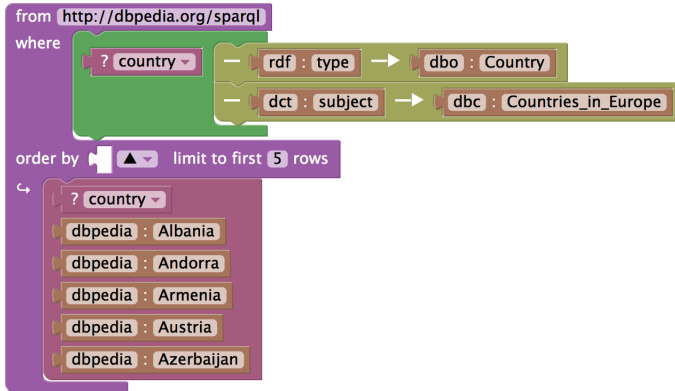 from http://dbpedia.org/sparql
where
? country rdf : type dbo : Country
dct : subject dbc : Countries_in_Europe
order by ▲ limit to first 5 rows
? country
dbpedia : Albania
dbpedia : Andorra
dbpedia : Armenia
dbpedia : Austria
dbpedia : Azerbaijan